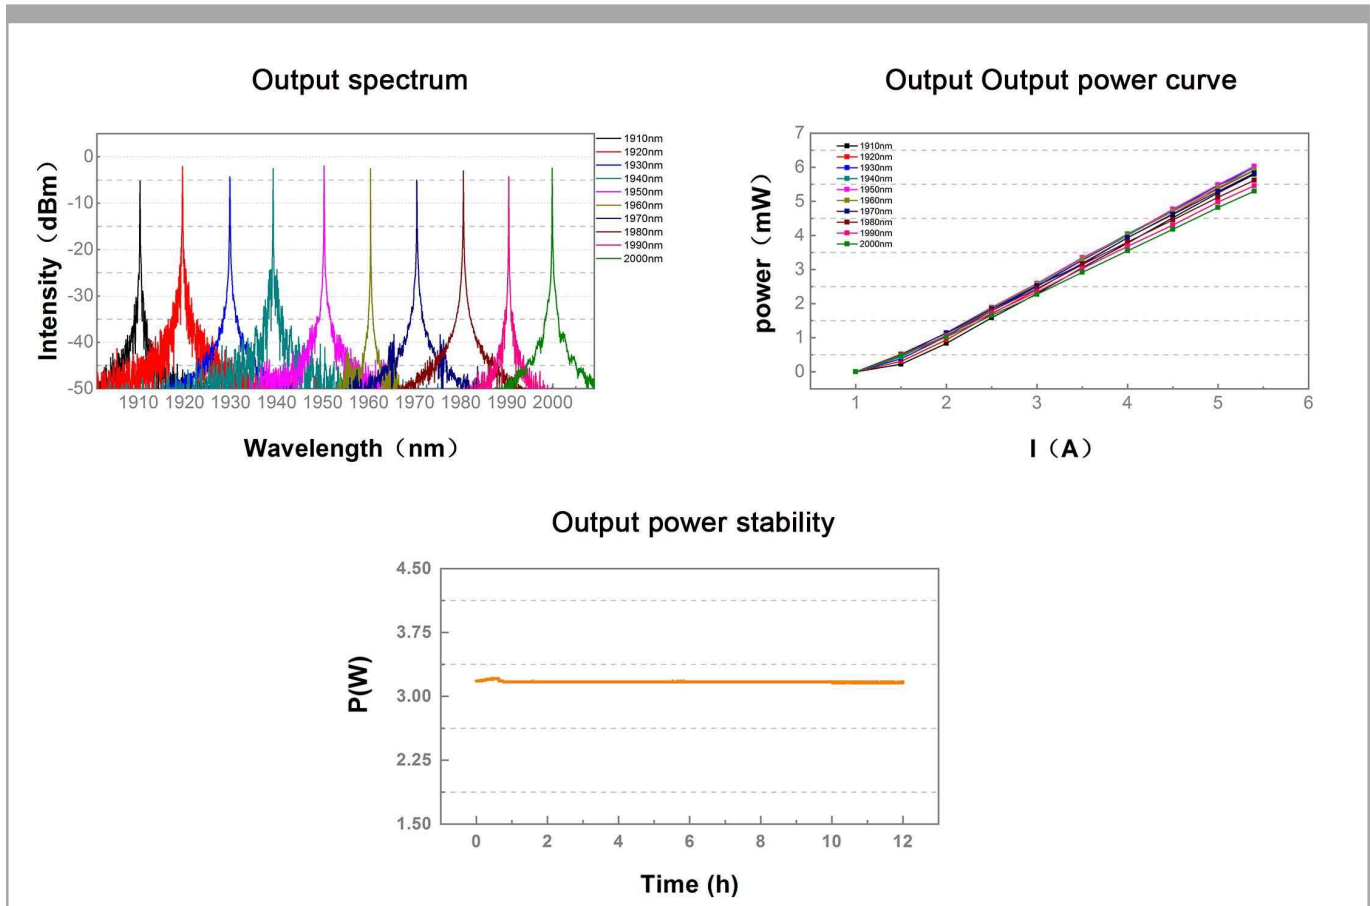 Output spectrum
Intensity（dBm）
0
-10
-20
-30
-40
-50
1910 1920 1930 1940 1950 1960 1970 1980 1990 2000
Wavelength（nm）
1910nm
1920nm
1930nm
1940nm
1950nm
1960nm
1970nm
1980nm
1990nm
2000nm
Output Output power curve
power（mW）
7
6
5
4
3
2
1
0
1910nm
1920nm
1930nm
1940nm
1950nm
1960nm
1970nm
1980nm
1990nm
2000nm
1 2 3 4 5 6
I（A）
Output power stability
P(W)
4.50
3.75
3.00
2.25
1.50
0 2 4 6 8 10 12
Time (h)